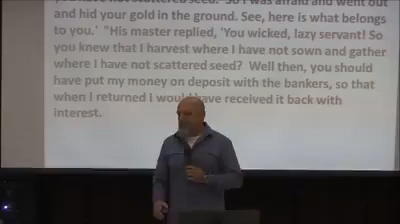 you have not scattered seed. So I was afraid and went out
and hid your gold in the ground. See, here is what belongs
to you.' "His master replied, 'You wicked, lazy servant! So
you knew that I harvest where I have not sown and gather
where I have not scattered seed? Well then, you should
have put my money on deposit with the bankers, so that
when I returned I would have received it back with
interest.